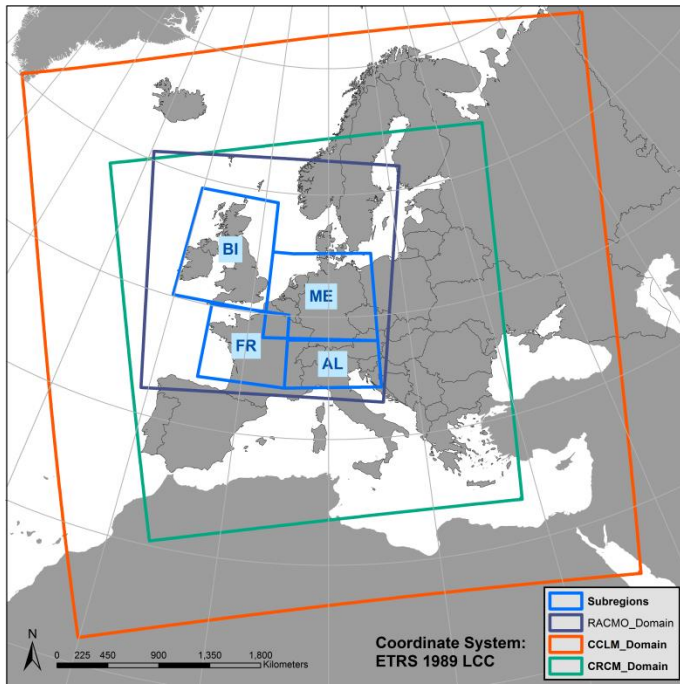 BI
ME
FR
AL
N
0 225 450 900 1,350 1,800
Kilometers
Coordinate System:
ETRS 1989 LCC
Subregions
RACMO_Domain
CCLM_Domain
CRCM_Domain